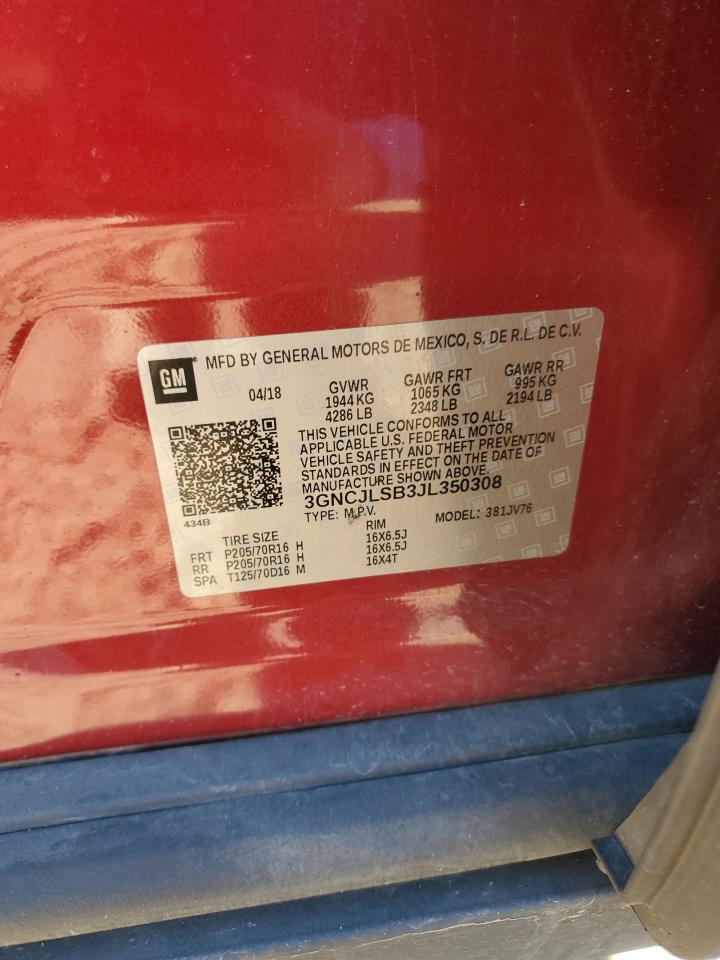 GM
MFD BY GENERAL MOTORS DE MEXICO, S. DE R.L. DE C.V.
04/18 GVWR GAWR FRT GAWR RR
1944 KG 1065 KG 995 KG
4286 LB 2348 LB 2194 LB
THIS VEHICLE CONFORMS TO ALL
APPLICABLE U.S. FEDERAL MOTOR
VEHICLE SAFETY AND THEFT PREVENTION
STANDARDS IN EFFECT ON THE DATE OF
MANUFACTURE SHOWN ABOVE.
3GNCJLSB3JL350308
434B TYPE: M.P.V. MODEL: 381JV76
TIRE SIZE RIM
FRT P205/70R16 H 16X6.5J
RR P205/70R16 H 16X6.5J
SPA T125/70D16 M 16X4T